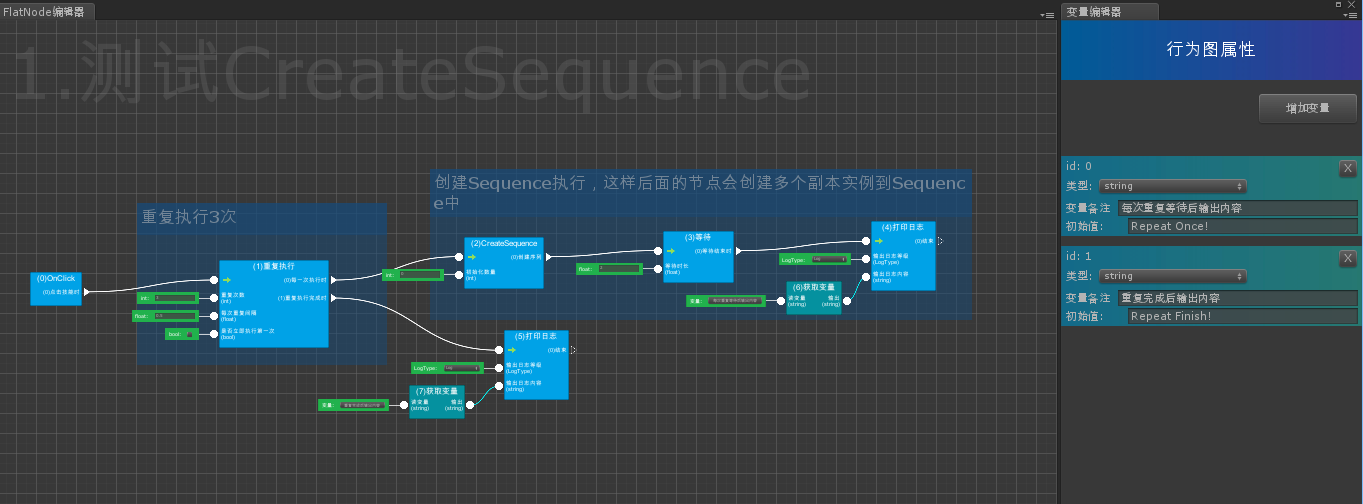 FlatNode编辑器
1.测试CreateSequence
重复执行3次
创建Sequence执行，这样后面的节点会创建多个副本实例到Sequenc
e中
(0)OnClick
(0)点击技能时
(1)重复执行
(0)每一次执行时
(1)重复执行完成时
int:
重复次数
(int)
float:
每次重复间隔
(float)
bool:
是否立即执行第一次
(bool)
(2)CreateSequence
(0)创建序列
int:
初始化数量
(int)
(3)等待
(0)等待结束时
float:
等待时长
(float)
(4)打印日志
(0)结束
LogType:
Log
输出日志等级
(LogType)
输出日志内容
(string)
(6)获取变量
变量:
每次重复等待后输出内容
读变量
(string)
输出
(string)
(5)打印日志
(0)结束
LogType:
Log
输出日志等级
(LogType)
输出日志内容
(string)
(7)获取变量
变量:
重复完成后输出内容
读变量
(string)
输出
(string)
变量编辑器
行为图属性
增加变量
id: 0
X
类型:
string
变量备注
每次重复等待后输出内容
初始值:
Repeat Once!
id: 1
X
类型:
string
变量备注
重复完成后输出内容
初始值:
Repeat Finish!